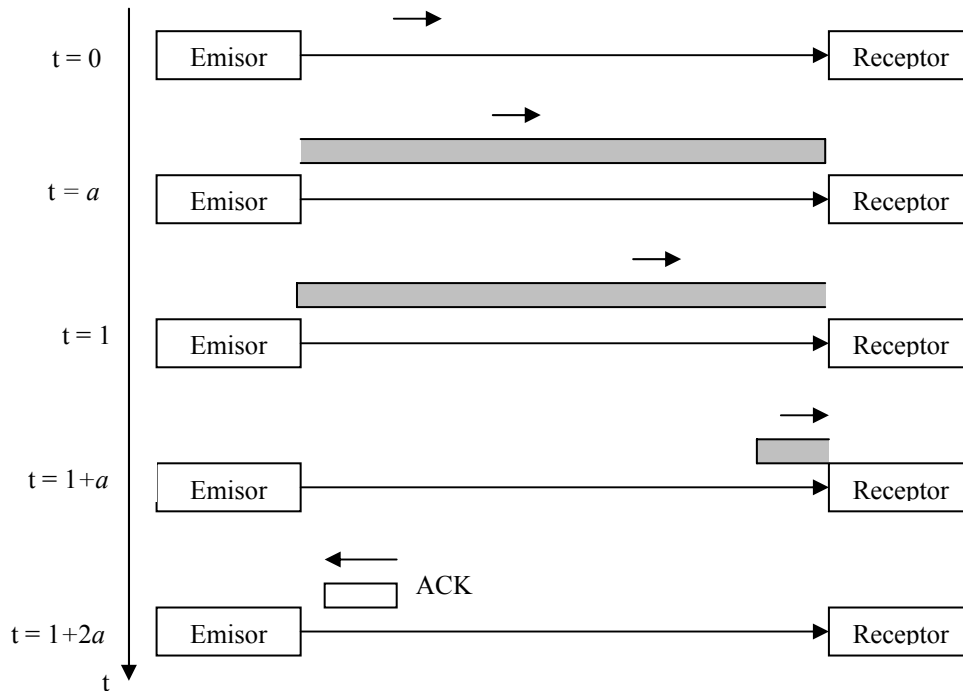 t = 0
Emisor
Receptor
t = a
Emisor
Receptor
t = 1
Emisor
Receptor
t = 1+a
Emisor
Receptor
ACK
t = 1+2a
Emisor
Receptor
t